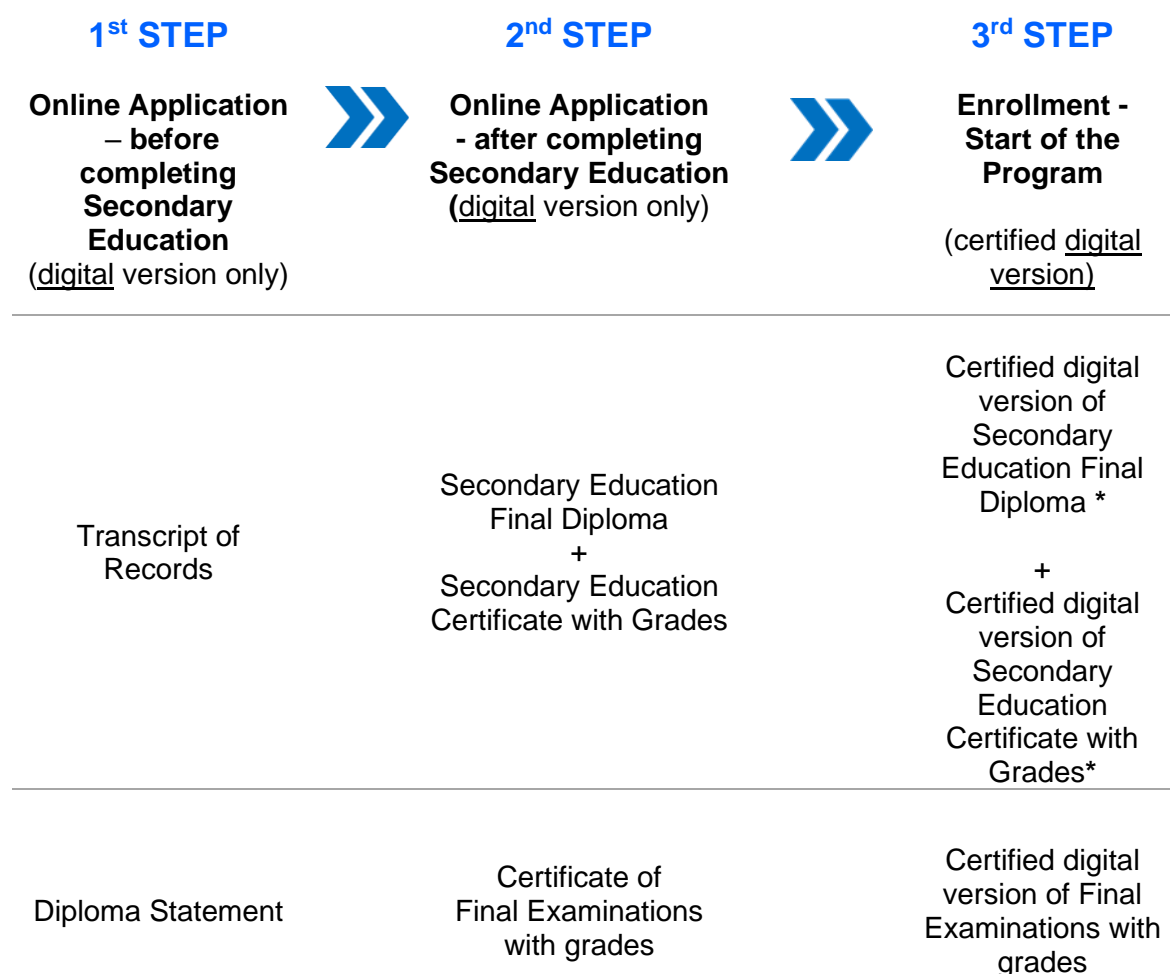 1st STEP
Online Application
– before
completing
Secondary
Education
(digital version only)
2nd STEP
Online Application
- after completing
Secondary Education
(digital version only)
3rd STEP
Enrollment -
Start of the
Program
(certified digital
version)
Transcript of
Records
Secondary Education
Final Diploma
+
Secondary Education
Certificate with Grades
Certified digital
version of
Secondary
Education Final
Diploma *
+
Certified digital
version of
Secondary
Education
Certificate with
Grades*
Diploma Statement
Certificate of
Final Examinations
with grades
Certified digital
version of Final
Examinations with
grades